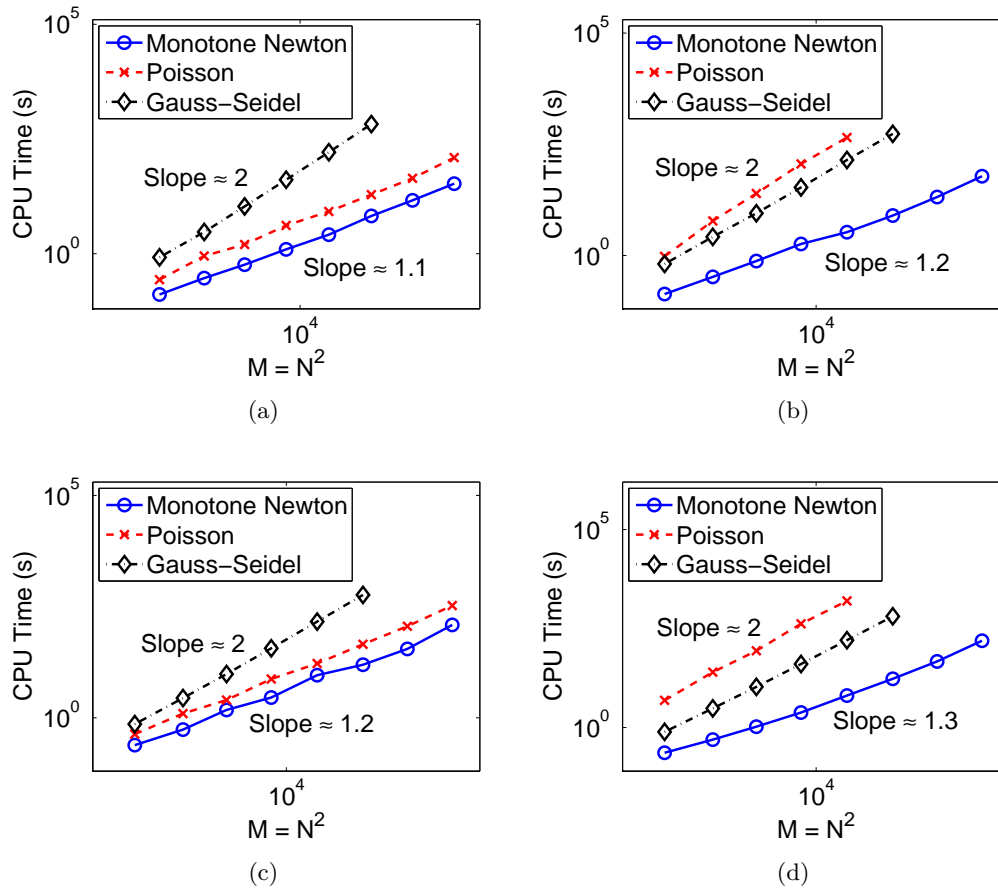 10^5
Monotone Newton
Poisson
Gauss−Seidel
Slope ≈ 2
10^0
Slope ≈ 1.1
CPU Time (s)
10^4
M = N^2
(a)
10^5
Monotone Newton
Poisson
Gauss−Seidel
Slope ≈ 2
10^0
Slope ≈ 1.2
CPU Time (s)
10^4
M = N^2
(b)
10^5
Monotone Newton
Poisson
Gauss−Seidel
Slope ≈ 2
10^0
Slope ≈ 1.2
CPU Time (s)
10^4
M = N^2
(c)
Monotone Newton
10^5
Poisson
Gauss−Seidel
Slope ≈ 2
10^0
Slope ≈ 1.3
CPU Time (s)
10^4
M = N^2
(d)